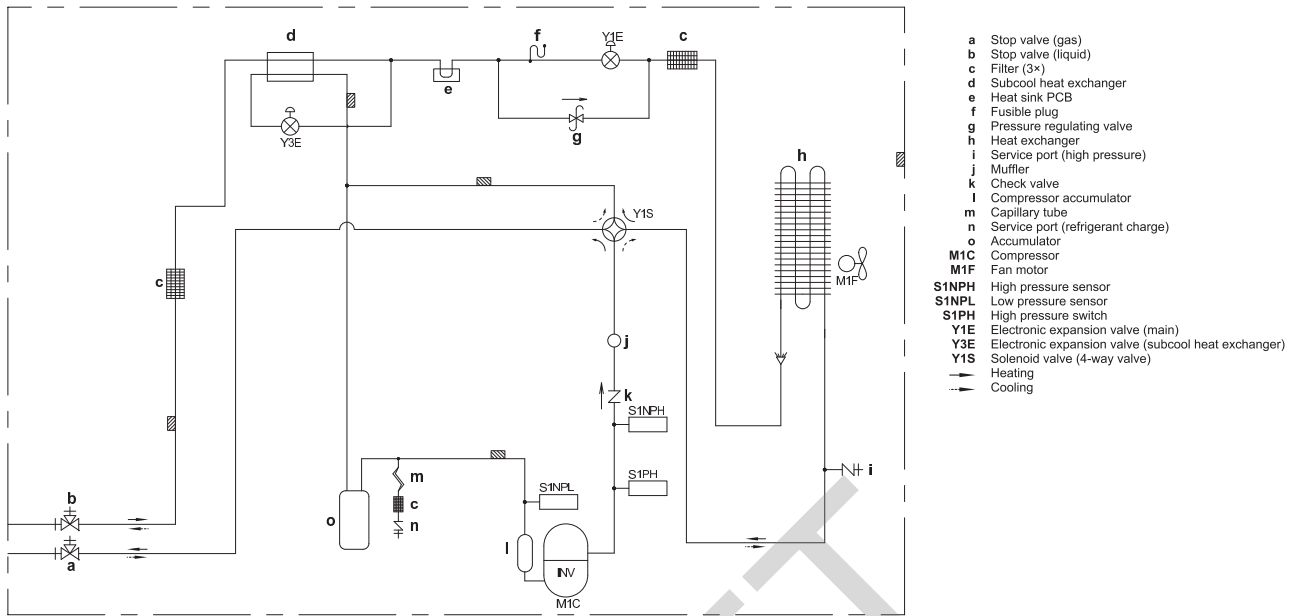 d
f
Y1E
c
e
g
Y3E
h
Y1S
M1F
c
j
k
S1NPH
S1PH
i
m
S1NPL
c
n
b
o
a
l
INV
M1C
a Stop valve (gas)
b Stop valve (liquid)
c Filter (3×)
d Subcool heat exchanger
e Heat sink PCB
f Fusible plug
g Pressure regulating valve
h Heat exchanger
i Service port (high pressure)
j Muffler
k Check valve
l Compressor accumulator
m Capillary tube
n Service port (refrigerant charge)
o Accumulator
M1C Compressor
M1F Fan motor
S1NPH High pressure sensor
S1NPL Low pressure sensor
S1PH High pressure switch
Y1E Electronic expansion valve (main)
Y3E Electronic expansion valve (subcool heat exchanger)
Y1S Solenoid valve (4-way valve)
Heating
Cooling